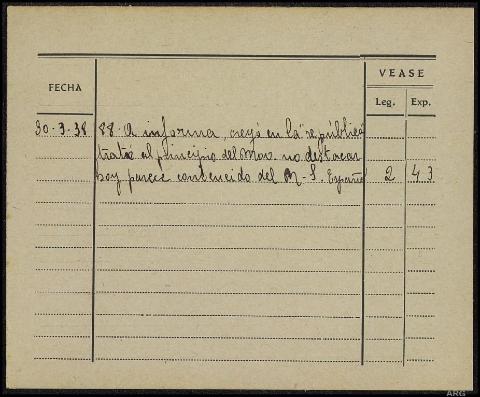 FECHA
VEASE
Leg. Exp.
30-3-38 88-A informa, creyó en la "república"
trató al principio del Mov. no destacar
hoy parece convencido del M-S. Español 2 43
ARG